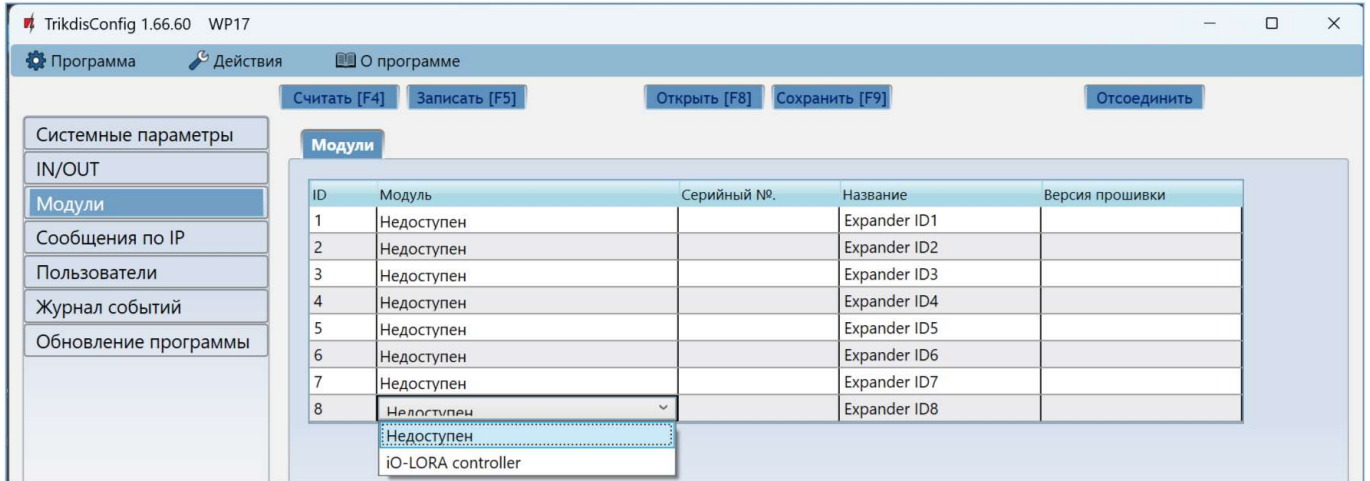 TrikdisConfig 1.66.60 WP17
Программа Действия О программе
Считать [F4] Записать [F5] Открыть [F8] Сохранить [F9] Отсоединить
Системные параметры
IN/OUT
Модули
Сообщения по IP
Пользователи
Журнал событий
Обновление программы
Модули
ID Модуль Серийный №. Название Версия прошивки
1 Недоступен Expander ID1
2 Недоступен Expander ID2
3 Недоступен Expander ID3
4 Недоступен Expander ID4
5 Недоступен Expander ID5
6 Недоступен Expander ID6
7 Недоступен Expander ID7
8 Недоступен Expander ID8
Недоступен
iO-LORA controller